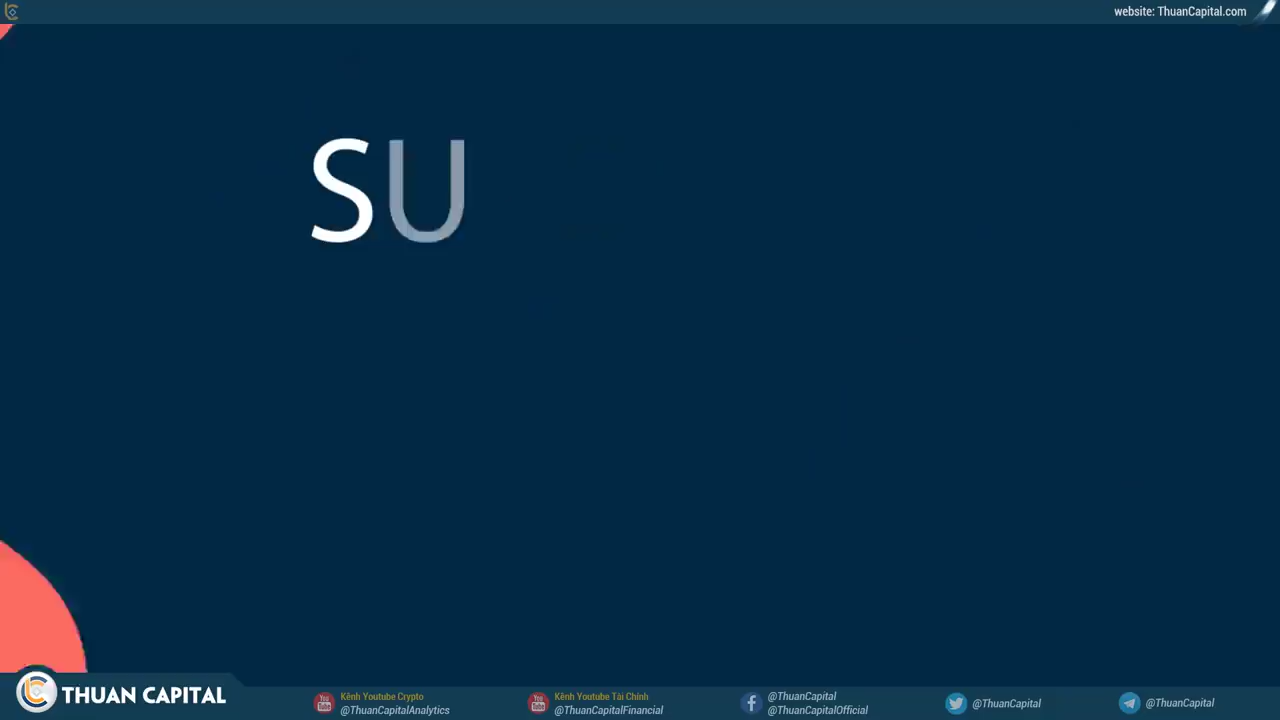 website: ThuanCapital.com
SU
THUAN CAPITAL
Kênh Youtube Crypto
@ThuanCapitalAnalytics
Kênh Youtube Tài Chính
@ThuanCapitalFinancial
@ThuanCapital
@ThuanCapitalOfficial
@ThuanCapital
@ThuanCapital